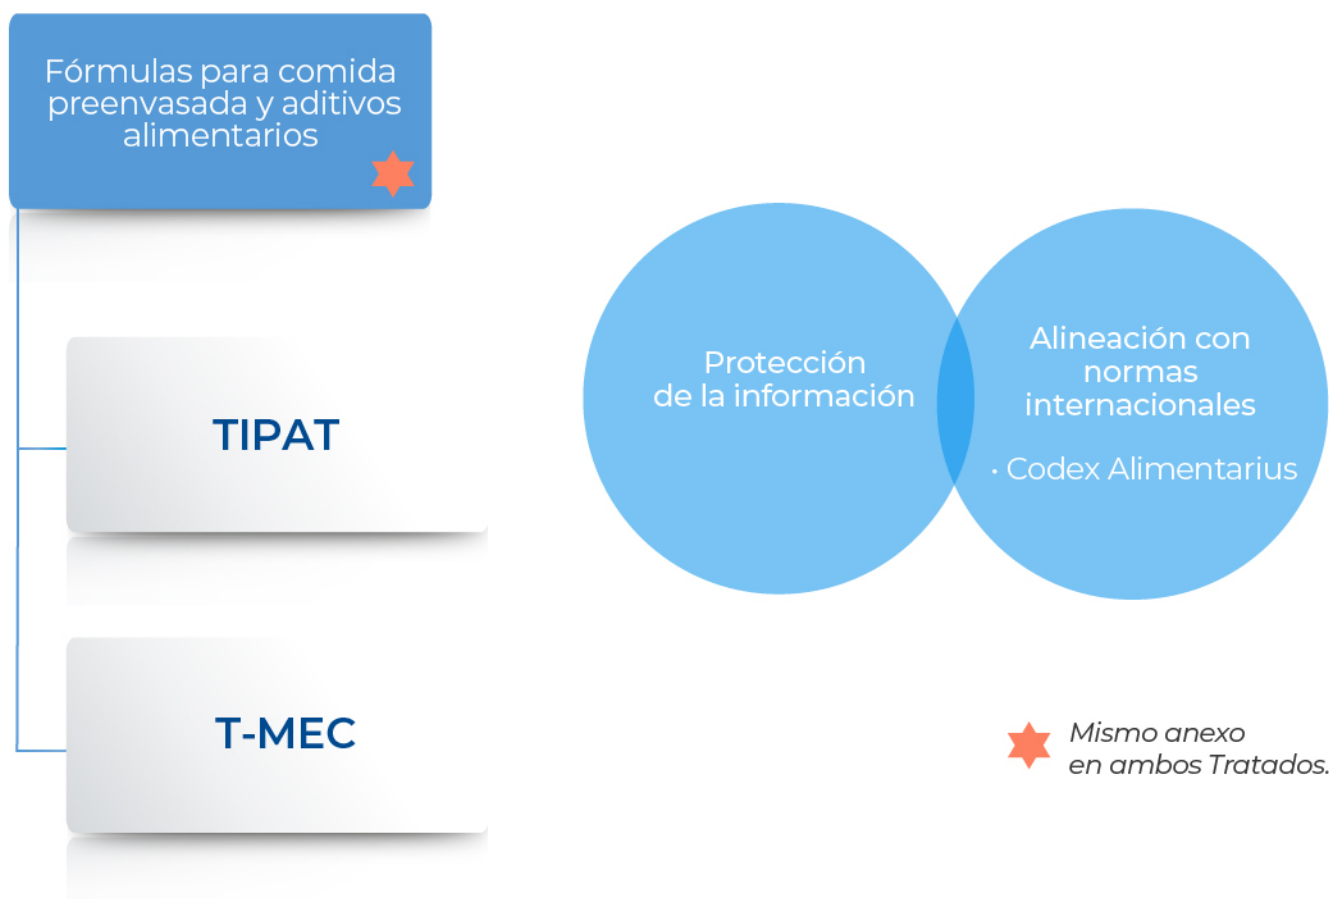 Fórmulas para comida
preenvasada y aditivos
alimentarios
TIPAT
T-MEC
Protección
de la información
Alineación con
normas
internacionales
· Codex Alimentarius
Mismo anexo
en ambos Tratados.